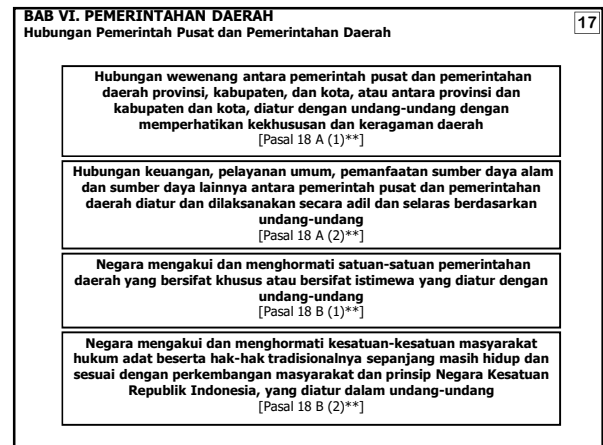 BAB VI. PEMERINTAHAN DAERAH
Hubungan Pemerintah Pusat dan Pemerintahan Daerah
17
Hubungan wewenang antara pemerintah pusat dan pemerintahan
daerah provinsi, kabupaten, dan kota, atau antara provinsi dan
kabupaten dan kota, diatur dengan undang-undang dengan
memperhatikan kekhususan dan keragaman daerah
[Pasal 18 A (1)**]
Hubungan keuangan, pelayanan umum, pemanfaatan sumber daya alam
dan sumber daya lainnya antara pemerintah pusat dan pemerintahan
daerah diatur dan dilaksanakan secara adil dan selaras berdasarkan
undang-undang
[Pasal 18 A (2)**]
Negara mengakui dan menghormati satuan-satuan pemerintahan
daerah yang bersifat khusus atau bersifat istimewa yang diatur dengan
undang-undang
[Pasal 18 B (1)**]
Negara mengakui dan menghormati kesatuan-kesatuan masyarakat
hukum adat beserta hak-hak tradisionalnya sepanjang masih hidup dan
sesuai dengan perkembangan masyarakat dan prinsip Negara Kesatuan
Republik Indonesia, yang diatur dalam undang-undang
[Pasal 18 B (2)**]